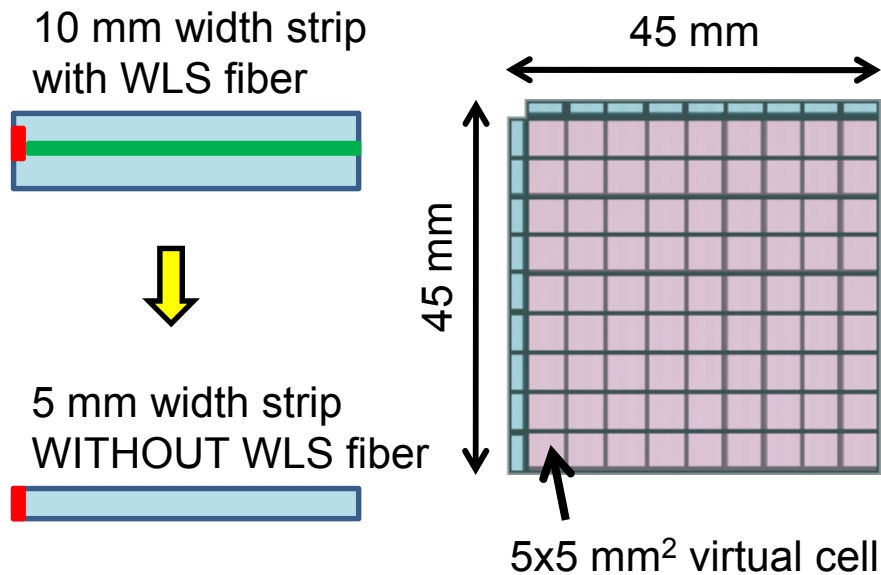 10 mm width strip
with WLS fiber
45 mm
45 mm
5 mm width strip
WITHOUT WLS fiber
5x5 mm² virtual cell